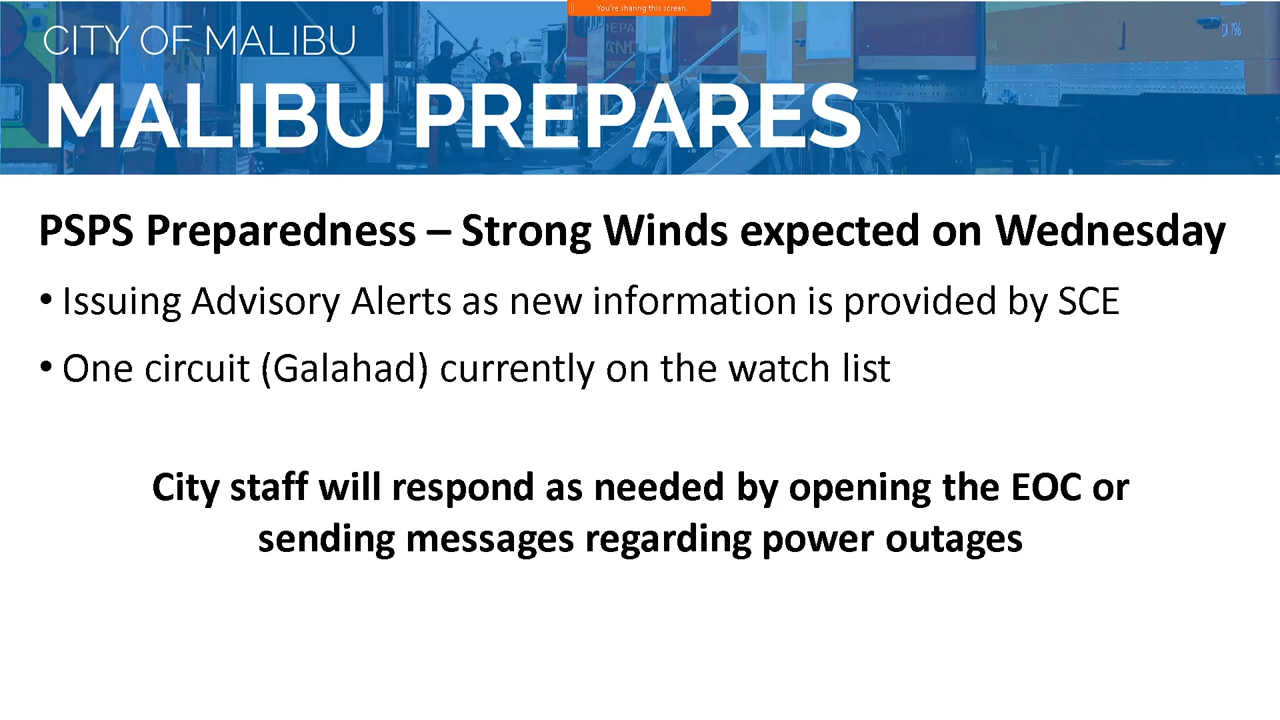 You're sharing this screen.
CITY OF MALIBU
MALIBU PREPARES
CA 796
PSPS Preparedness – Strong Winds expected on Wednesday
• Issuing Advisory Alerts as new information is provided by SCE
• One circuit (Galahad) currently on the watch list
City staff will respond as needed by opening the EOC or
sending messages regarding power outages